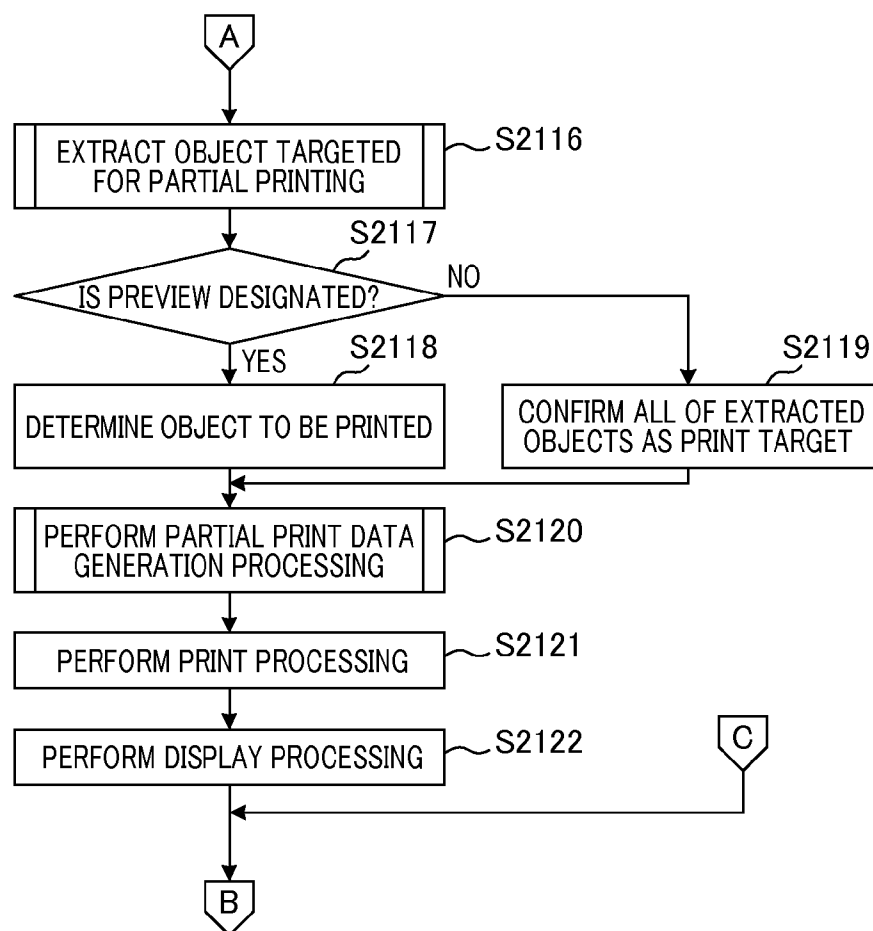 A
EXTRACT OBJECT TARGETED
FOR PARTIAL PRINTING
S2116
S2117
IS PREVIEW DESIGNATED?
NO
YES
S2118
DETERMINE OBJECT TO BE PRINTED
S2119
CONFIRM ALL OF EXTRACTED
OBJECTS AS PRINT TARGET
PERFORM PARTIAL PRINT DATA
GENERATION PROCESSING
S2120
PERFORM PRINT PROCESSING
S2121
PERFORM DISPLAY PROCESSING
S2122
C
B